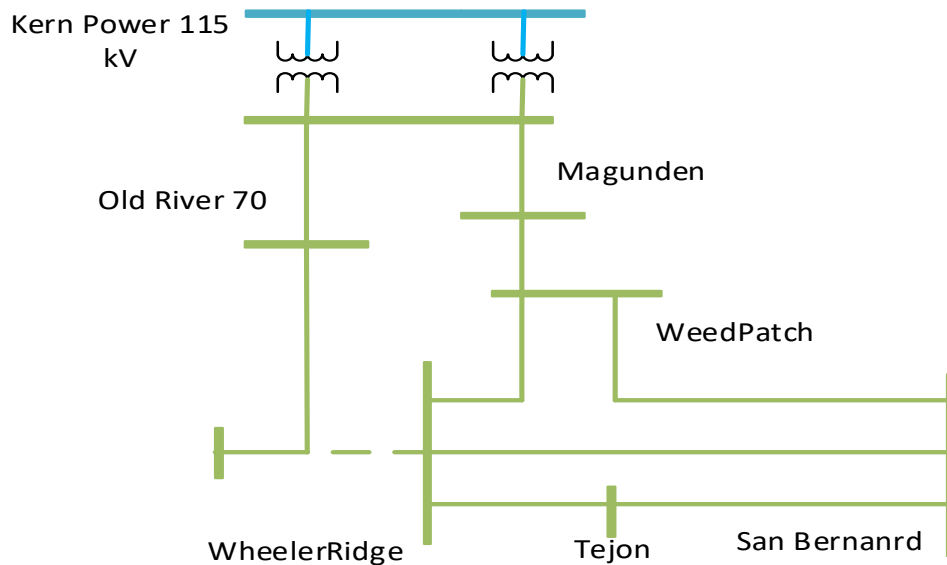 Kern Power 115
kV
Magunden
Old River 70
WeedPatch
WheelerRidge
Tejon
San Bernanrd